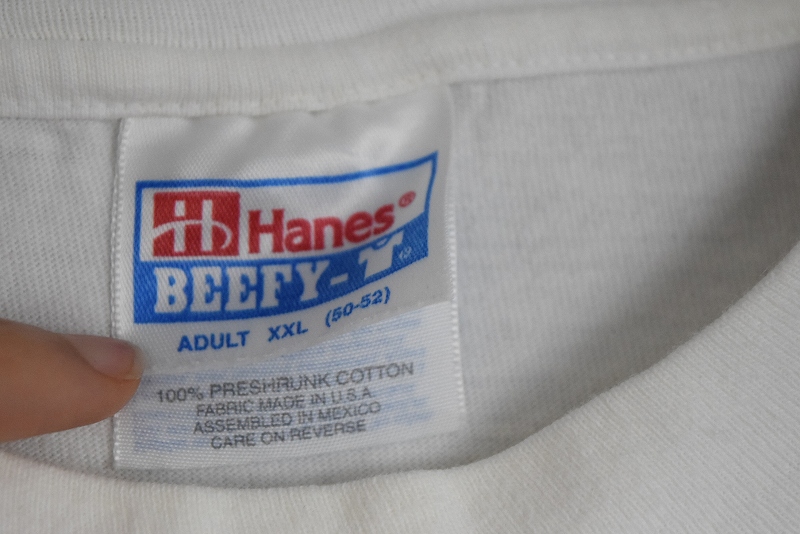 Hanes®
BEEFY-T®
ADULT XXL (50-52)
100% PRESHRUNK COTTON
FABRIC MADE IN U.S.A
ASSEMBLED IN MEXICO
CARE ON REVERSE